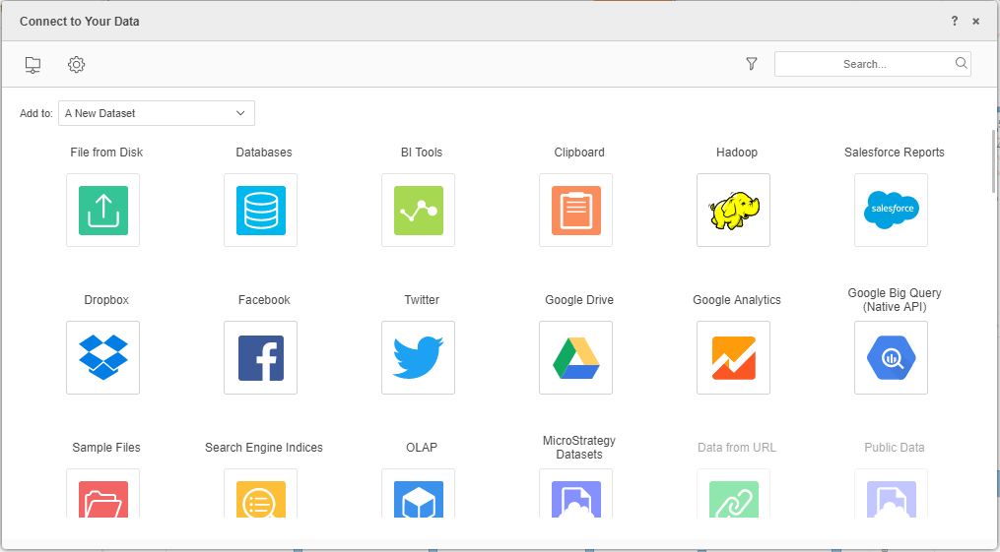 Connect to Your Data
? ×
Search...
Add to: A New Dataset
File from Disk
Databases
BI Tools
Clipboard
Hadoop
Salesforce Reports
salesforce
Dropbox
Facebook
Twitter
Google Drive
Google Analytics
Google Big Query
(Native API)
Sample Files
Search Engine Indices
OLAP
MicroStrategy
Datasets
Data from URL
Public Data